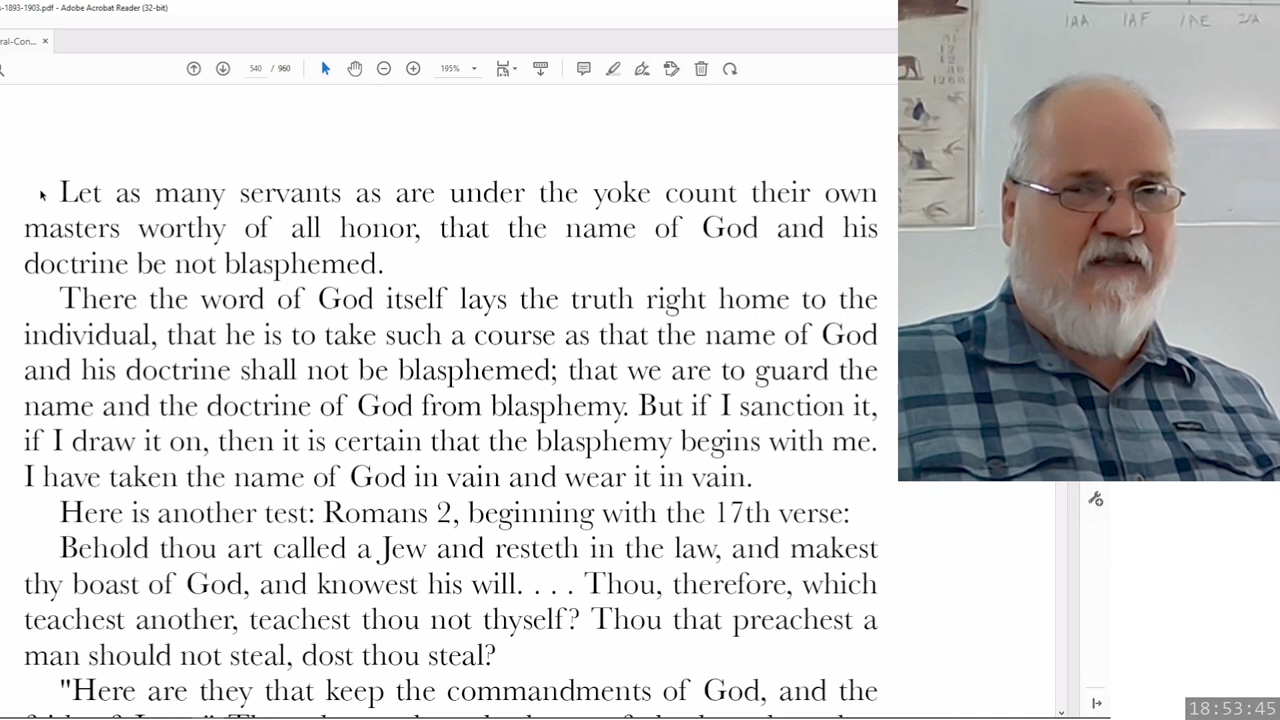 s-1893-1903.pdf - Adobe Acrobat Reader (32-bit)
ral-Con... ×
540 / 960
195%
Let as many servants as are under the yoke count their own
masters worthy of all honor, that the name of God and his
doctrine be not blasphemed.
There the word of God itself lays the truth right home to the
individual, that he is to take such a course as that the name of God
and his doctrine shall not be blasphemed; that we are to guard the
name and the doctrine of God from blasphemy. But if I sanction it,
if I draw it on, then it is certain that the blasphemy begins with me.
I have taken the name of God in vain and wear it in vain.
Here is another test: Romans 2, beginning with the 17th verse:
Behold thou art called a Jew and resteth in the law, and makest
thy boast of God, and knowest his will. . . . Thou, therefore, which
teachest another, teachest thou not thyself? Thou that preachest a
man should not steal, dost thou steal?
"Here are they that keep the commandments of God, and the
1AA 1AF 1AE
18:53:45